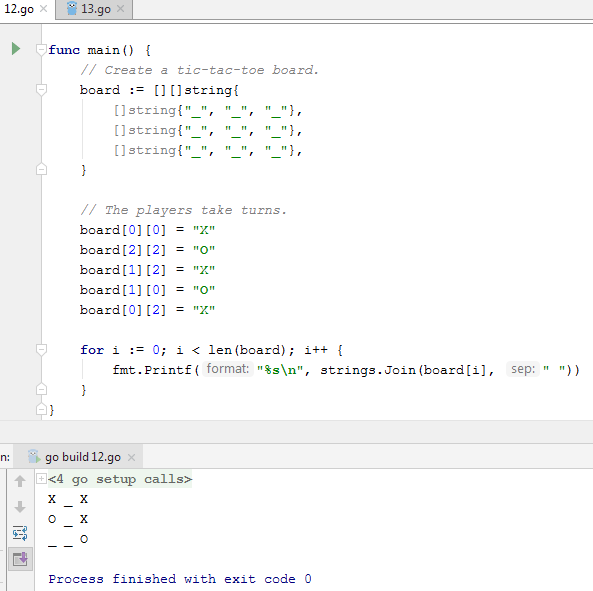 12.go 13.go
func main() {
// Create a tic-tac-toe board.
board := [][]string{
[]string{"_", "_", "_"},
[]string{"_", "_", "_"},
[]string{"_", "_", "_"},
}
// The players take turns.
board[0][0] = "X"
board[2][2] = "O"
board[1][2] = "X"
board[1][0] = "O"
board[0][2] = "X"
for i := 0; i < len(board); i++ {
fmt.Printf( format: "%s\n", strings.Join(board[i], sep: " "))
}
}
n: go build 12.go
<4 go setup calls>
X _ X
O _ X
_ _ O
Process finished with exit code 0